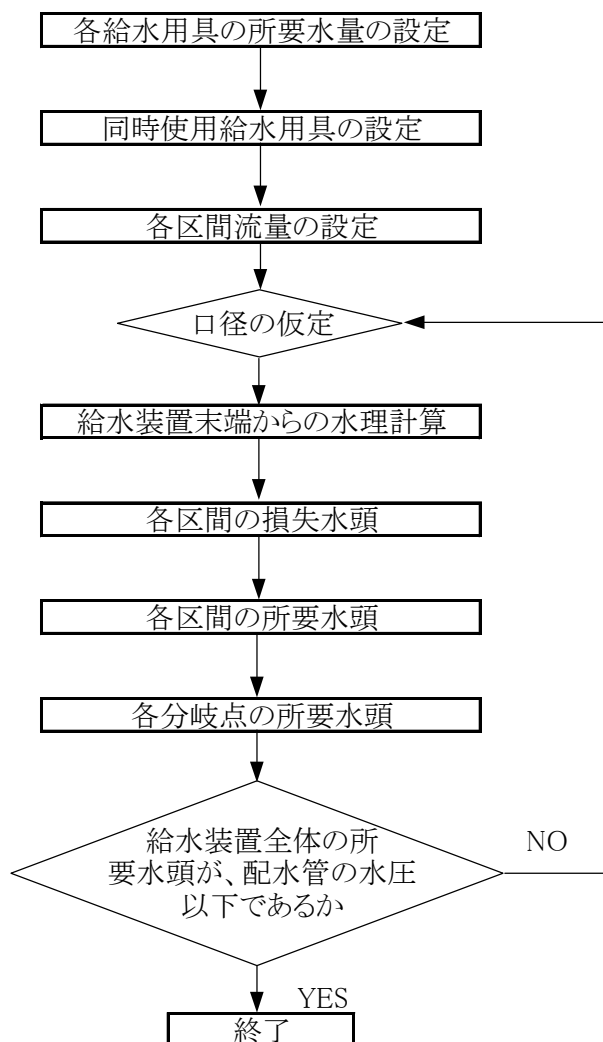 各給水用具の所要水量の設定
同時使用給水用具の設定
各区間流量の設定
口径の仮定
給水装置末端からの水理計算
各区間の損失水頭
各区間の所要水頭
各分岐点の所要水頭
給水装置全体の所
要水頭が、配水管の水圧
以下であるか
NO
YES
終了